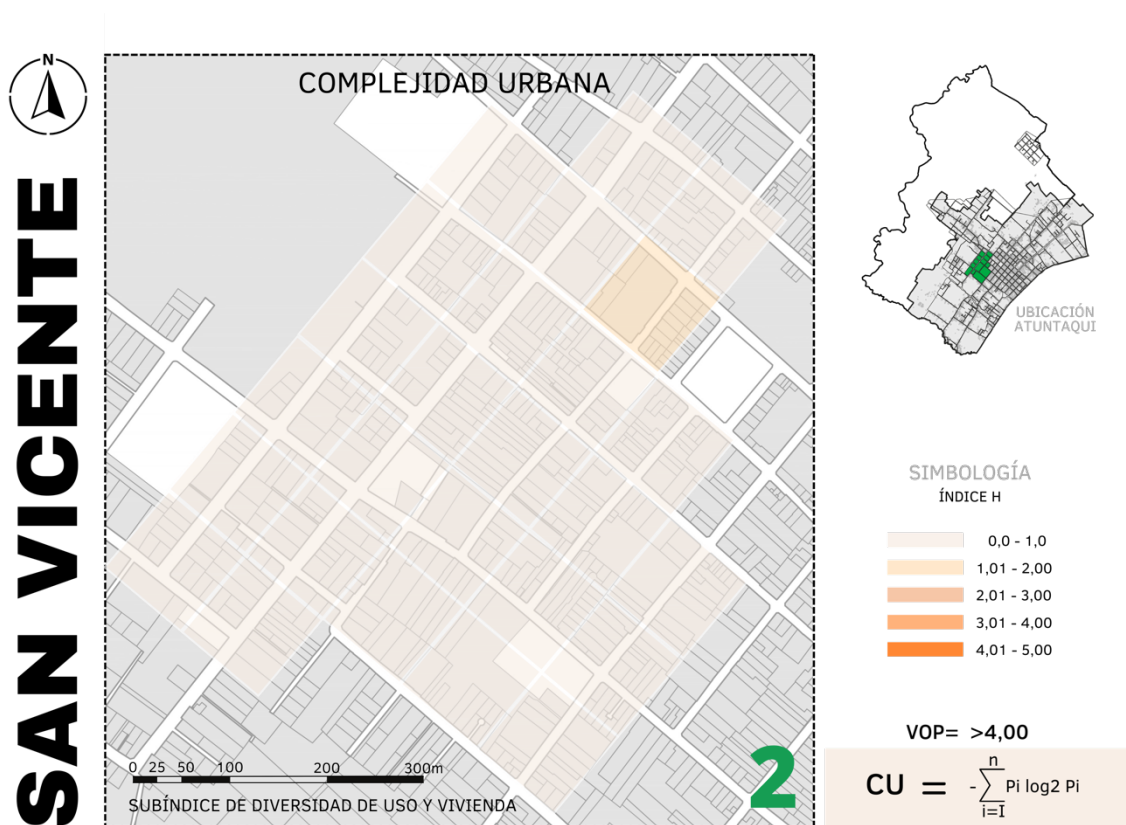 N
SAN VICENTE
COMPLEJIDAD URBANA
0 25 50 100 200 300m
SUBÍNDICE DE DIVERSIDAD DE USO Y VIVIENDA
2
UBICACIÓN
ATUNTAQUI
SIMBOLOGÍA
ÍNDICE H
0,0 - 1,0
1,01 - 2,00
2,01 - 3,00
3,01 - 4,00
4,01 - 5,00
VOP= >4,00
n
CU = -∑ Pi log2 Pi
i=I